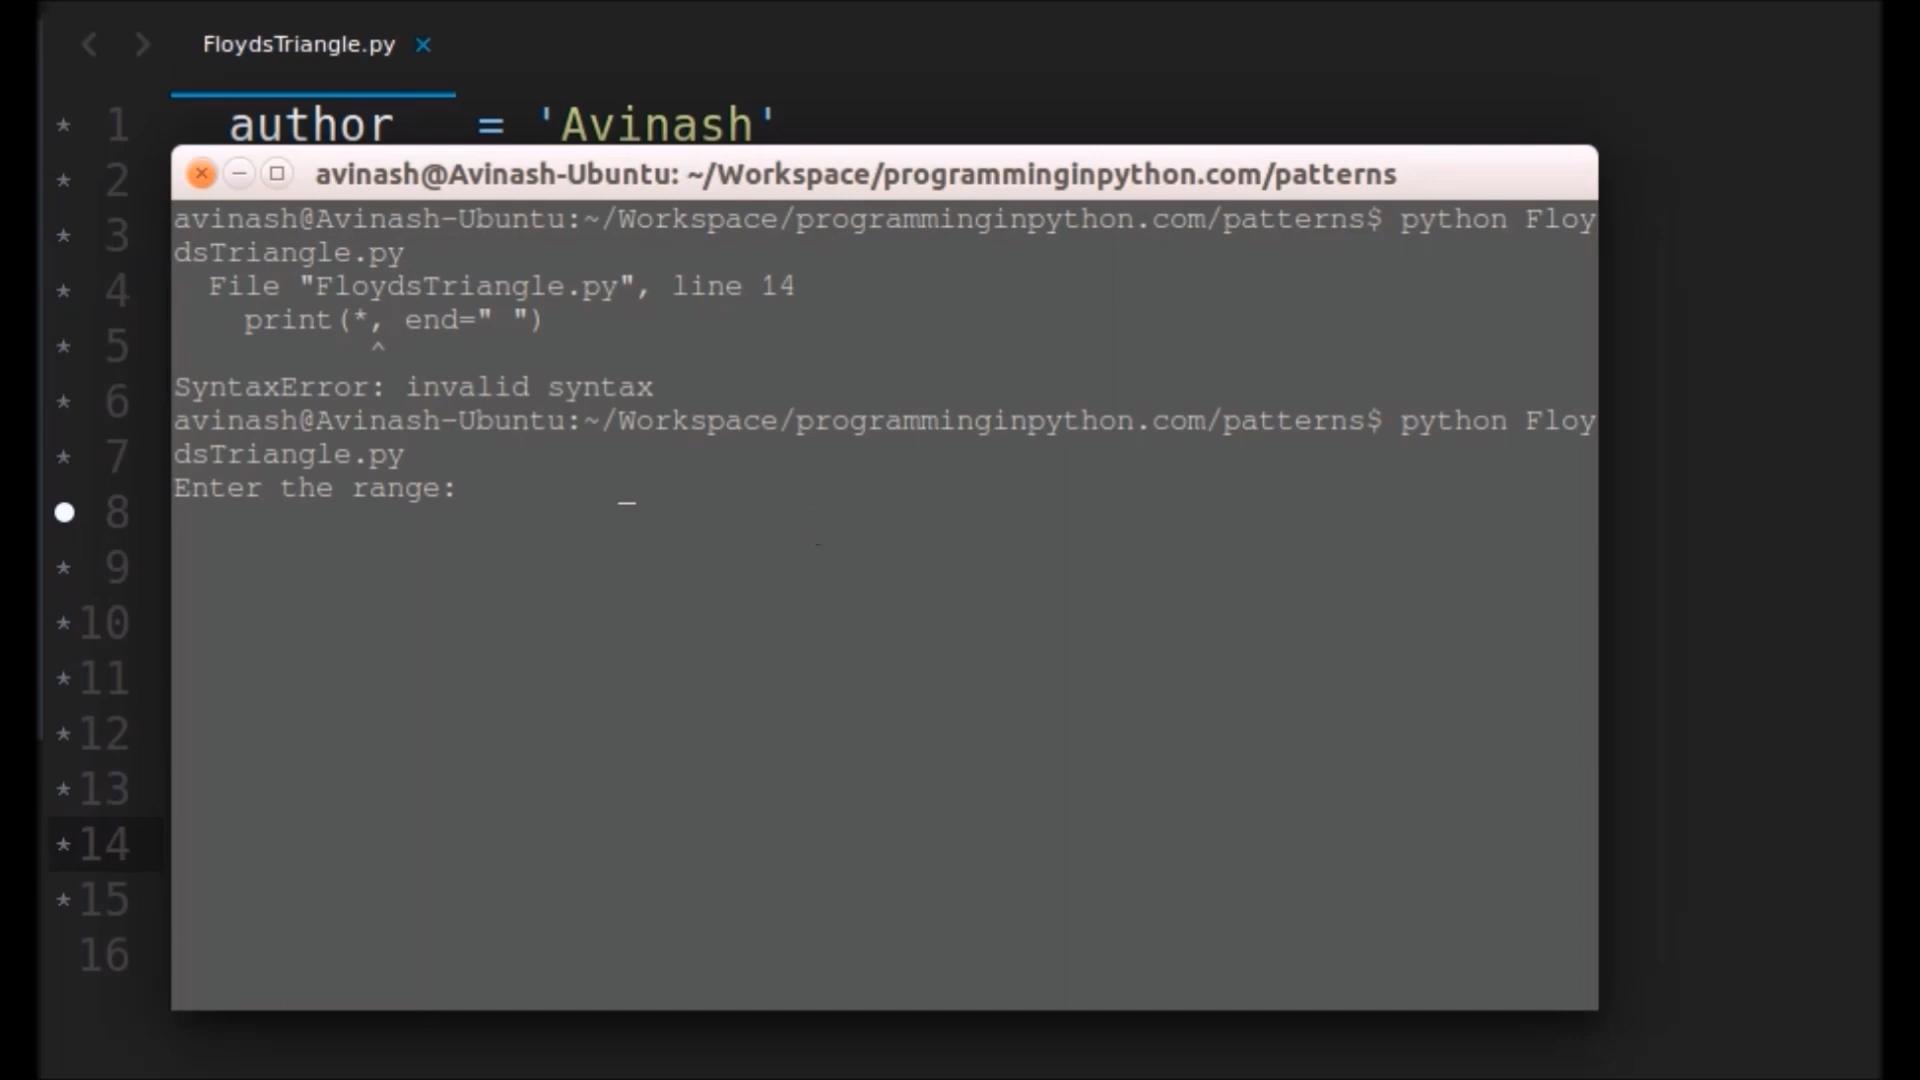 FloydsTriangle.py ×
* 1 author = 'Avinash'
* 2
* 3
* 4
* 5
* 6
* 7
8
* 9
* 10
* 11
* 12
* 13
* 14
* 15
16
avinash@Avinash-Ubuntu: ~/Workspace/programminginpython.com/patterns
avinash@Avinash-Ubuntu:~/Workspace/programminginpython.com/patterns$ python Floy
dsTriangle.py
  File "FloydsTriangle.py", line 14
    print(*, end=" ")
           ^
SyntaxError: invalid syntax
avinash@Avinash-Ubuntu:~/Workspace/programminginpython.com/patterns$ python Floy
dsTriangle.py
Enter the range: _